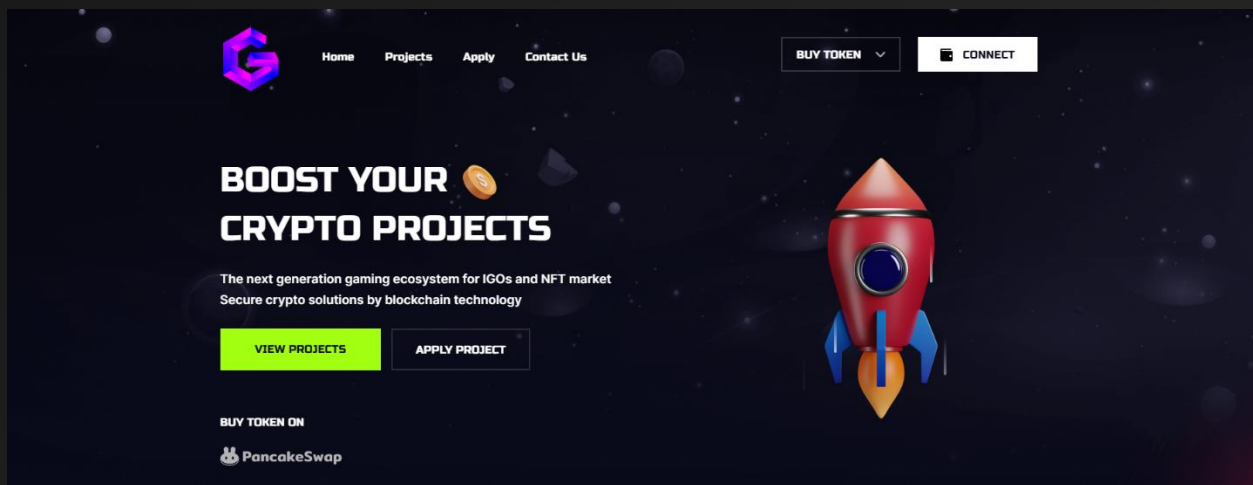 Home Projects Apply Contact Us BUY TOKEN CONNECT
BOOST YOUR
CRYPTO PROJECTS
The next generation gaming ecosystem for IGOs and NFT market
Secure crypto solutions by blockchain technology
VIEW PROJECTS APPLY PROJECT
BUY TOKEN ON
PancakeSwap